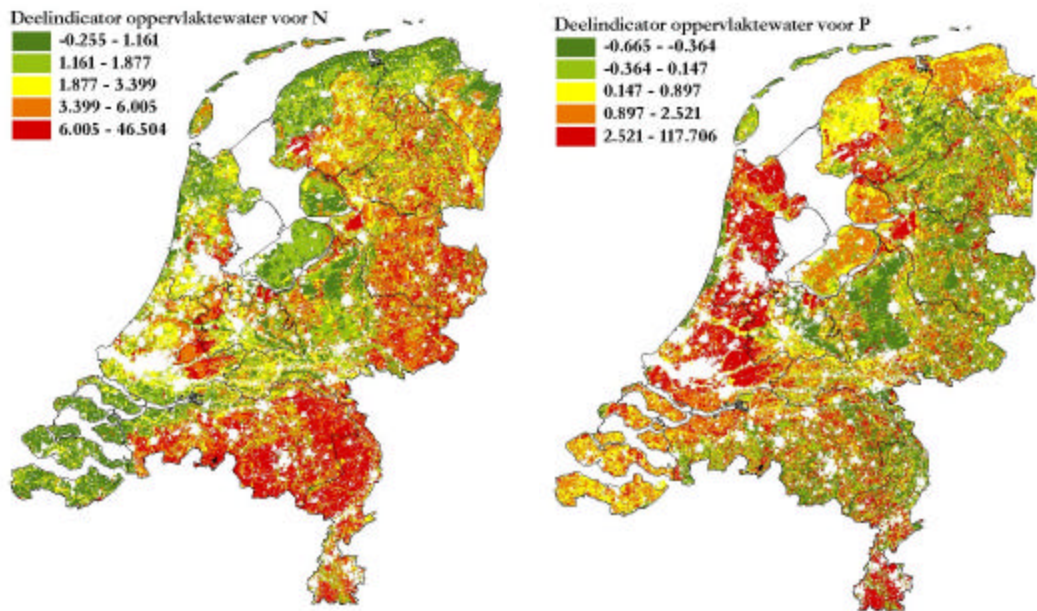 Deelindicator oppervlaktewater voor N
-0.255 - 1.161
1.161 - 1.877
1.877 - 3.399
3.399 - 6.005
6.005 - 46.504
Deelindicator oppervlaktewater voor P
-0.665 - -0.364
-0.364 - 0.147
0.147 - 0.897
0.897 - 2.521
2.521 - 117.706